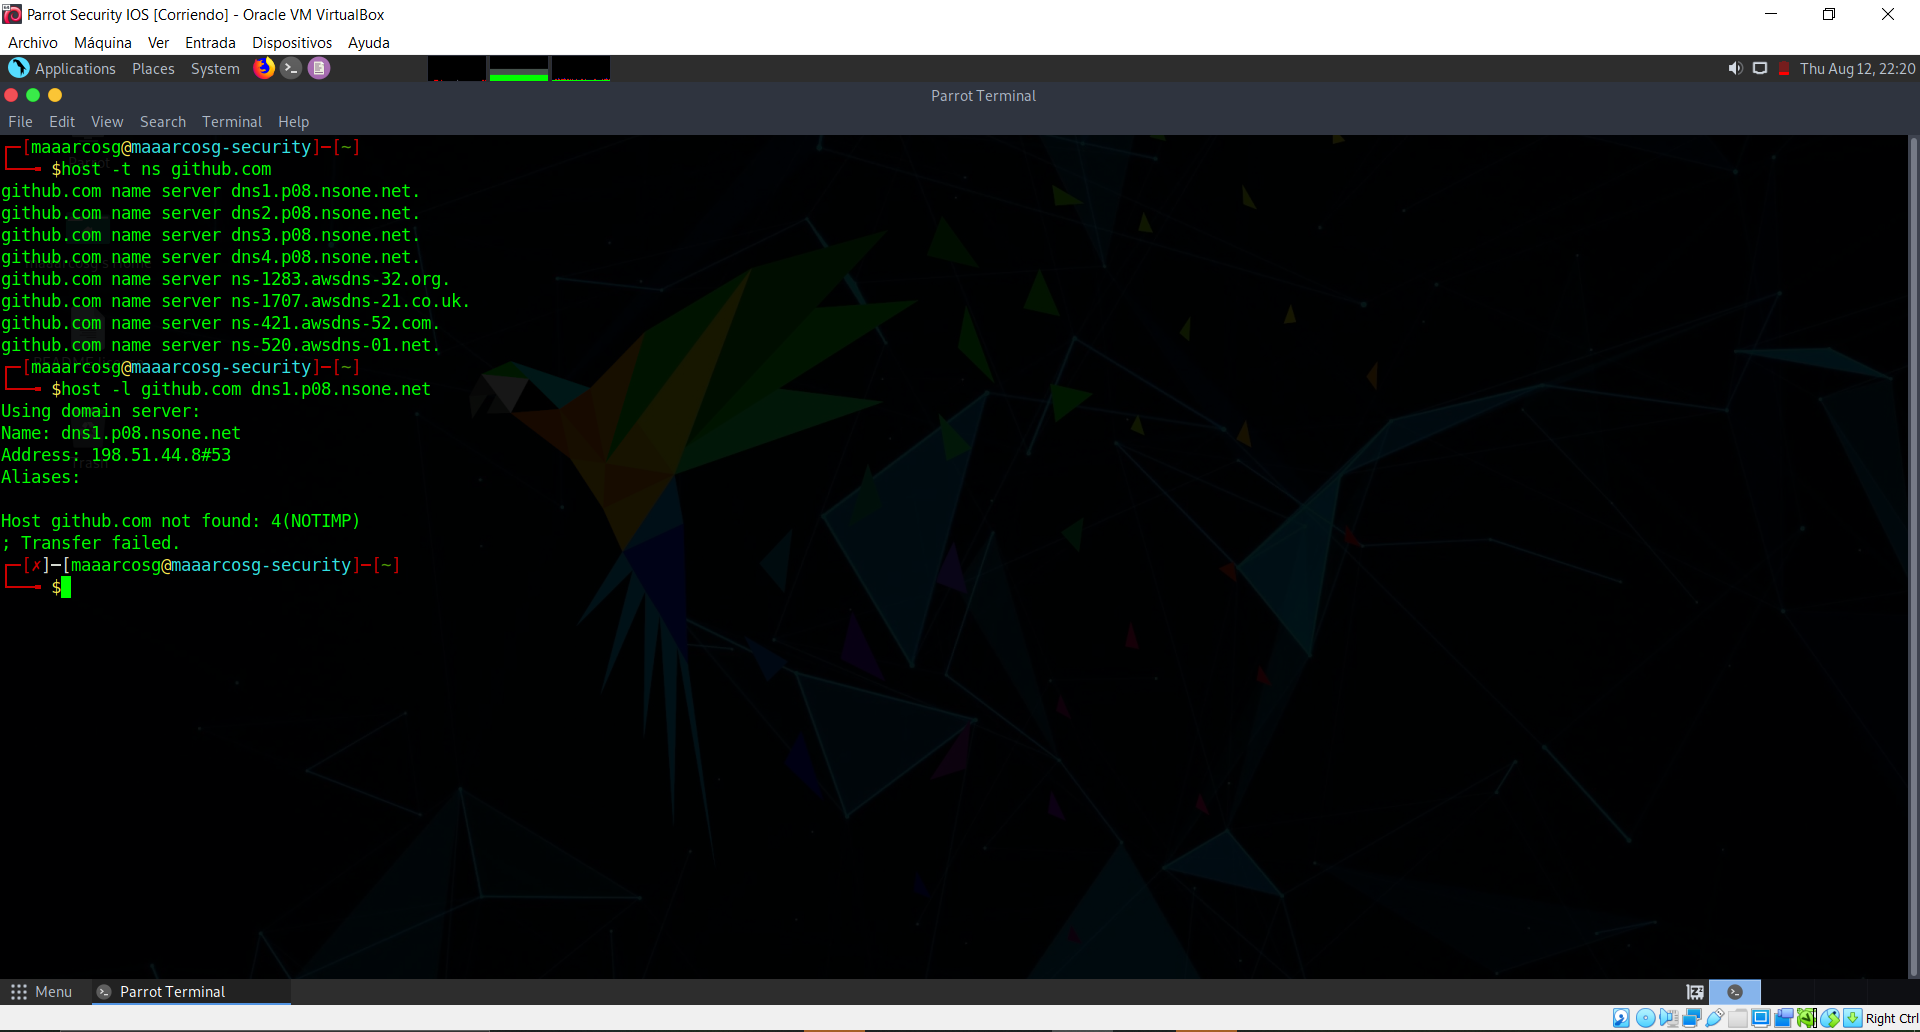 Parrot Security IOS [Corriendo] - Oracle VM VirtualBox
Archivo Máquina Ver Entrada Dispositivos Ayuda
Applications Places System Thu Aug 12, 22:20
Parrot Terminal
File Edit View Search Terminal Help
┌─[maaarcosg@maaarcosg-security]─[~]
└──╼ $host -t ns github.com
github.com name server dns1.p08.nsone.net.
github.com name server dns2.p08.nsone.net.
github.com name server dns3.p08.nsone.net.
github.com name server dns4.p08.nsone.net.
github.com name server ns-1283.awsdns-32.org.
github.com name server ns-1707.awsdns-21.co.uk.
github.com name server ns-421.awsdns-52.com.
github.com name server ns-520.awsdns-01.net.
┌─[maaarcosg@maaarcosg-security]─[~]
└──╼ $host -l github.com dns1.p08.nsone.net
Using domain server:
Name: dns1.p08.nsone.net
Address: 198.51.44.8#53
Aliases:
Host github.com not found: 4(NOTIMP)
; Transfer failed.
┌─[✗]─[maaarcosg@maaarcosg-security]─[~]
└──╼ $
Menu Parrot Terminal
Right Ctrl